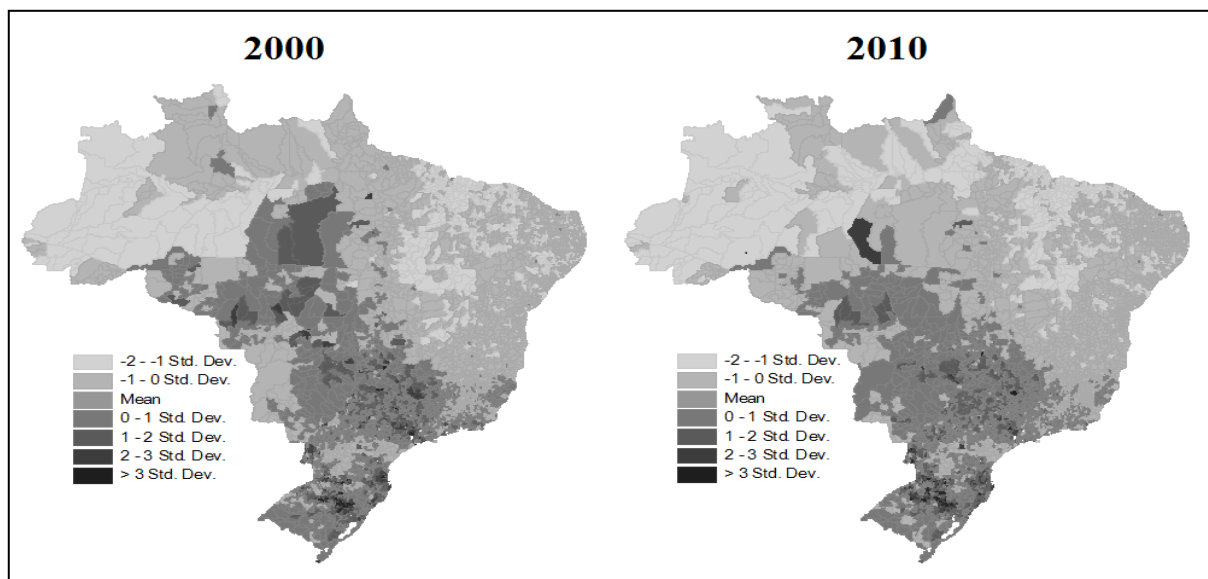 2000
-2 - -1 Std. Dev.
-1 - 0 Std. Dev.
Mean
0 - 1 Std. Dev.
1 - 2 Std. Dev.
2 - 3 Std. Dev.
> 3 Std. Dev.
2010
-2 - -1 Std. Dev.
-1 - 0 Std. Dev.
Mean
0 - 1 Std. Dev.
1 - 2 Std. Dev.
2 - 3 Std. Dev.
> 3 Std. Dev.